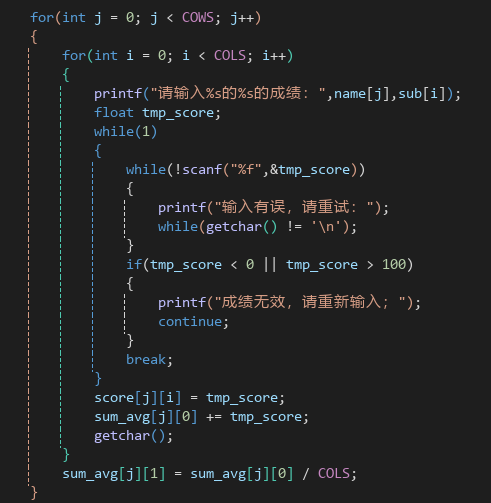 for(int j = 0; j < COWS; j++)
{
for(int i = 0; i < COLS; i++)
{
printf("请输入%s的%s的成绩：",name[j],sub[i]);
float tmp_score;
while(1)
{
while(!scanf("%f",&tmp_score))
{
printf("输入有误，请重试：");
while(getchar() != '\n');
}
if(tmp_score < 0 || tmp_score > 100)
{
printf("成绩无效，请重新输入；");
continue;
}
break;
}
score[j][i] = tmp_score;
sum_avg[j][0] += tmp_score;
getchar();
}
sum_avg[j][1] = sum_avg[j][0] / COLS;
}